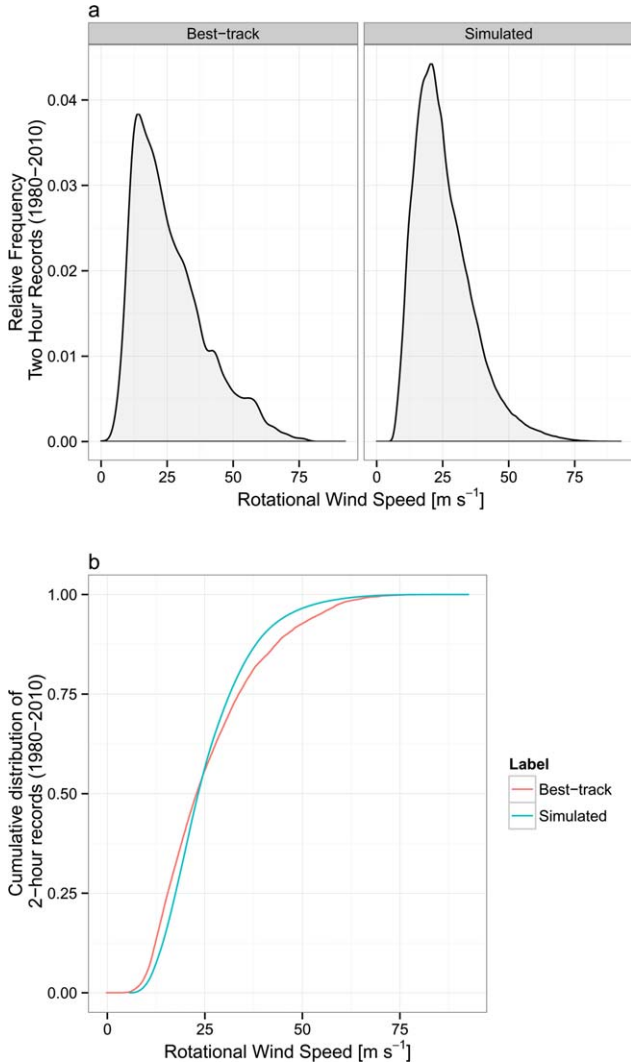 a
Best−track
Simulated
Relative Frequency
Two Hour Records (1980−2010)
0.04
0.03
0.02
0.01
0.00
0
25
50
75
0
25
50
75
Rotational Wind Speed [m s⁻¹]
b
Cumulative distribution of
2−hour records (1980−2010)
1.00
0.75
0.50
0.25
0.00
0
25
50
75
Rotational Wind Speed [m s⁻¹]
Label
Best−track
Simulated